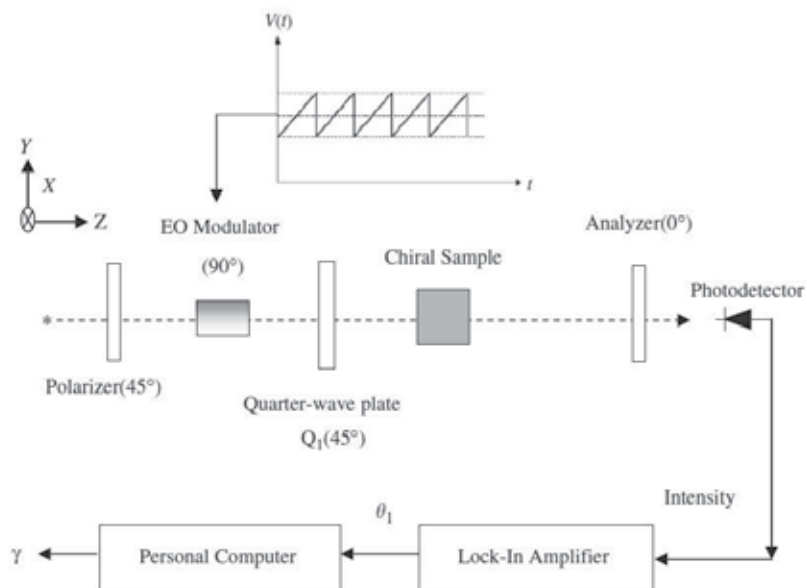 V(t)
t
Y
X
Z
EO Modulator
(90°)
Chiral Sample
Analyzer(0°)
Photodetector
*
Polarizer(45°)
Quarter-wave plate
Q₁(45°)
Intensity
θ₁
γ
Personal Computer
Lock-In Amplifier